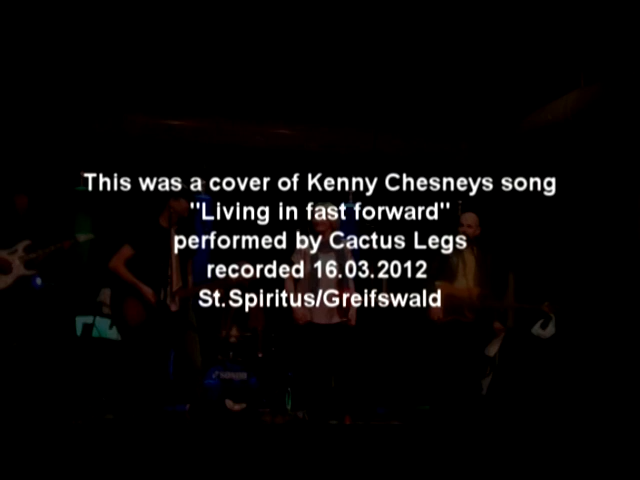 This was a cover of Kenny Chesneys song
"Living in fast forward"
performed by Cactus Legs
recorded 16.03.2012
St.Spiritus/Greifswald